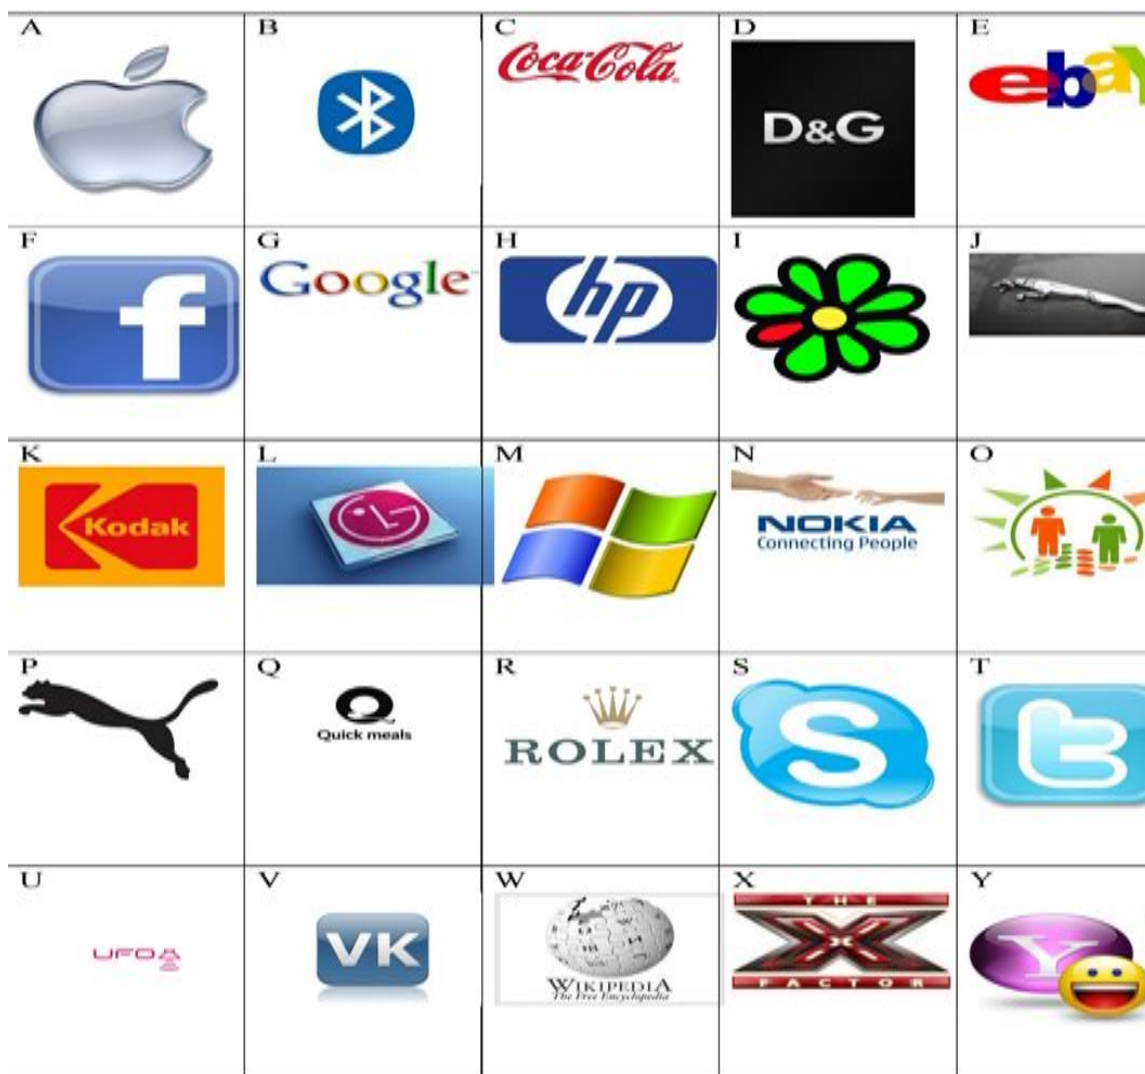 A
B
C
Coca-Cola
D
D&G
E
ebay
F
f
G
Google
H
hp
I
J
K
Kodak
L
LG
M
N
NOKIA
Connecting People
O
P
Q
Q
Quick meals
R
ROLEX
S
S
T
t
U
UFO
V
VK
W
WIKIPEDIA
The Free Encyclopedia
X
THE
X
FACTOR
Y
Y